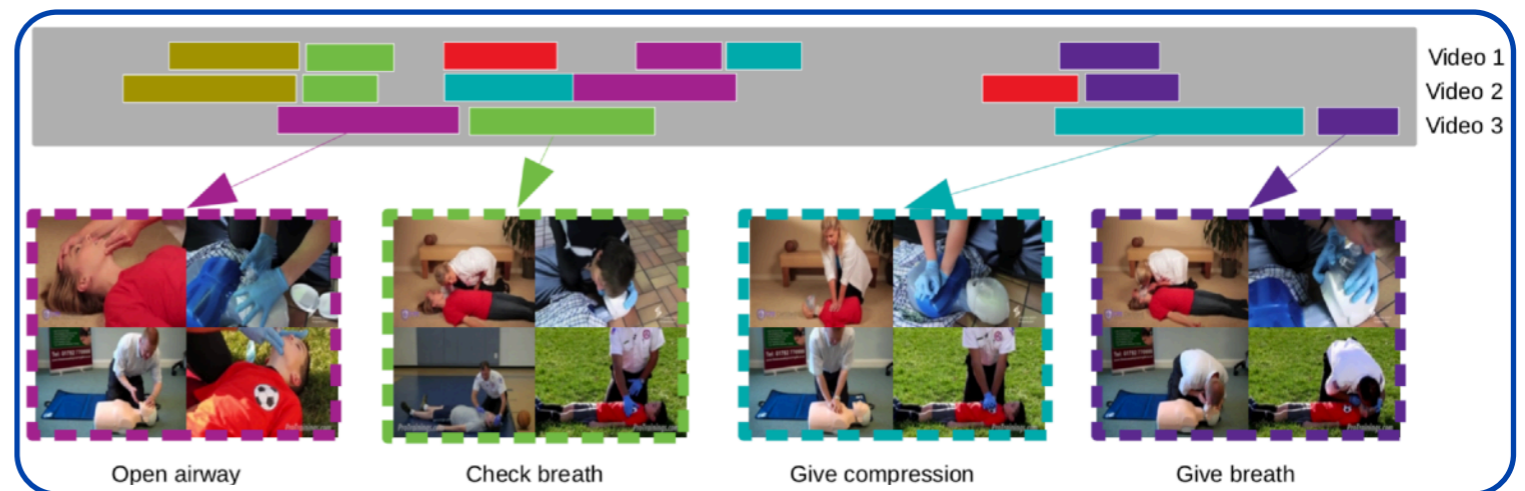 Video 1
Video 2
Video 3
Open airway
Check breath
Give compression
Give breath